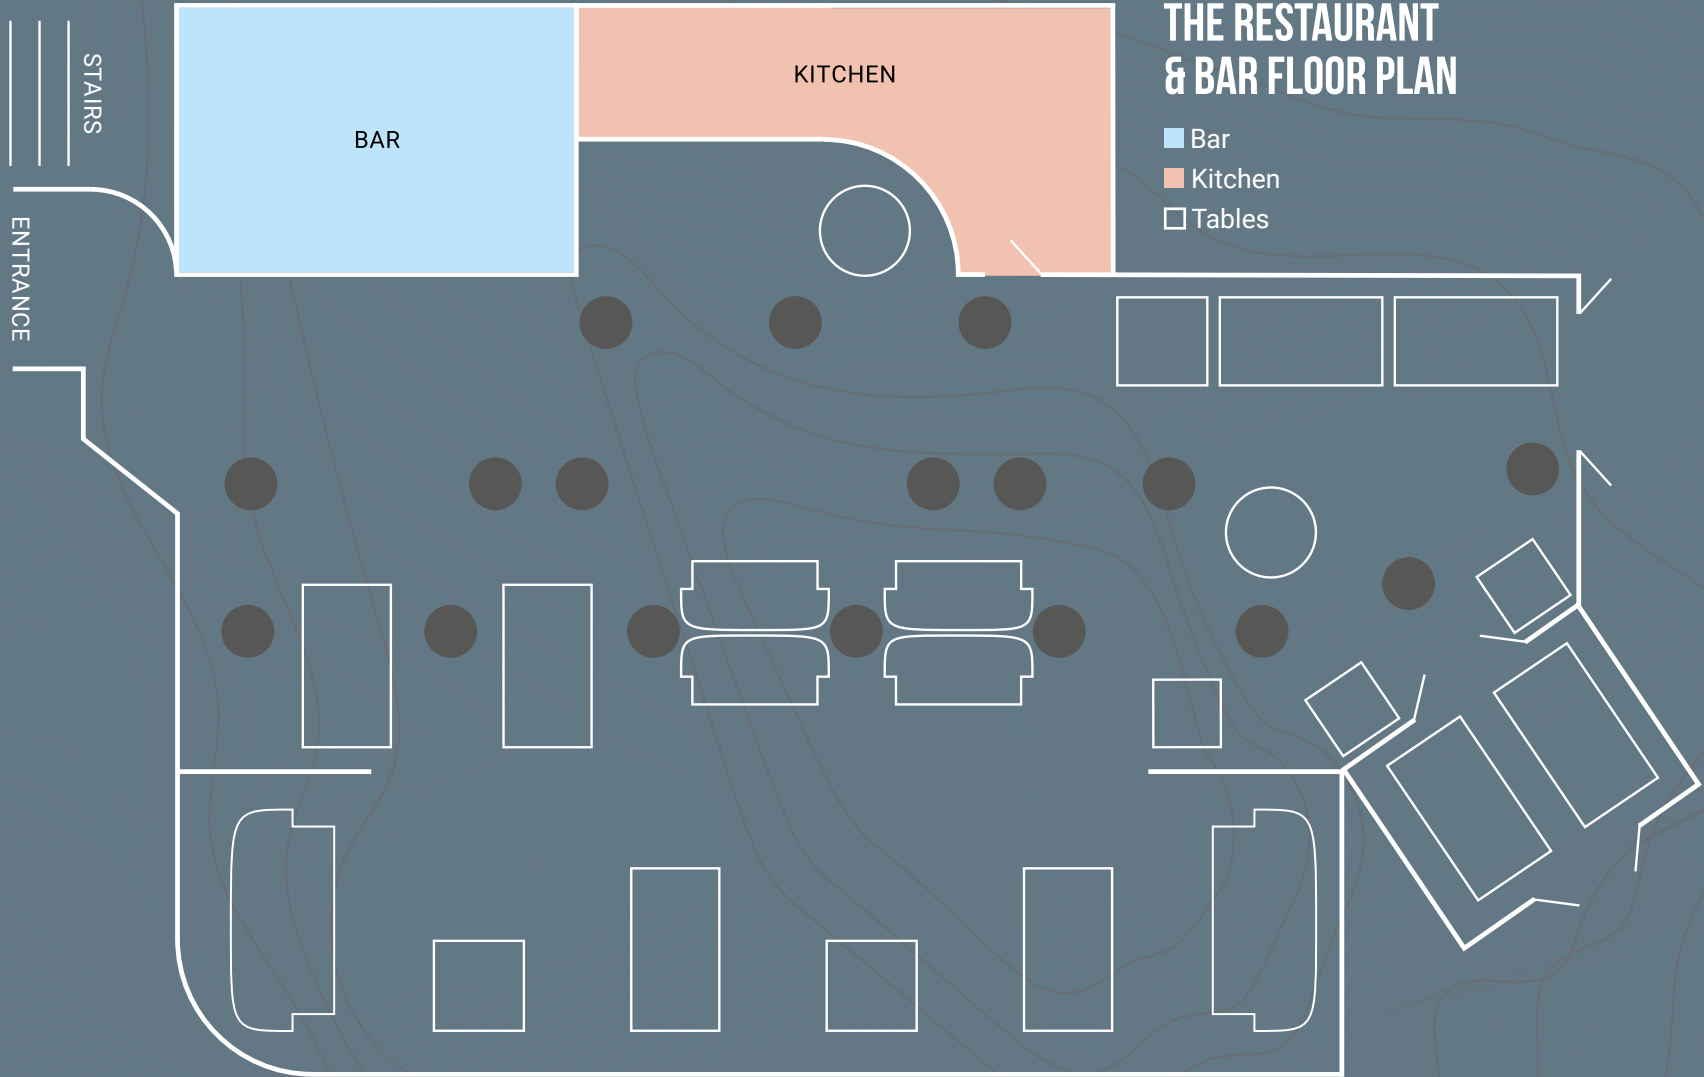 THE RESTAURANT
& BAR FLOOR PLAN
Bar
Kitchen
Tables
STAIRS
ENTRANCE
BAR
KITCHEN